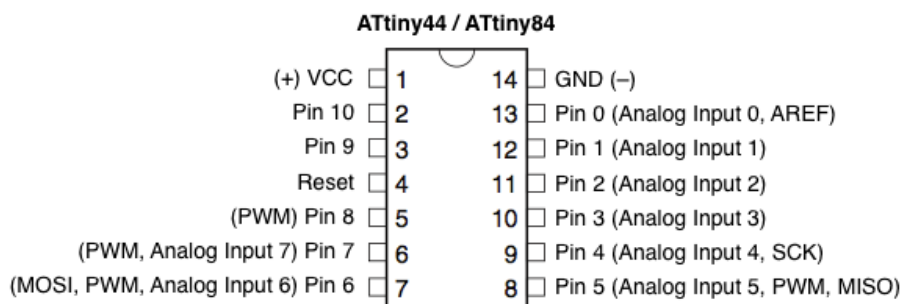 ATtiny44 / ATtiny84
(+) VCC 1 14 GND (–)
Pin 10 2 13 Pin 0 (Analog Input 0, AREF)
Pin 9 3 12 Pin 1 (Analog Input 1)
Reset 4 11 Pin 2 (Analog Input 2)
(PWM) Pin 8 5 10 Pin 3 (Analog Input 3)
(PWM, Analog Input 7) Pin 7 6 9 Pin 4 (Analog Input 4, SCK)
(MOSI, PWM, Analog Input 6) Pin 6 7 8 Pin 5 (Analog Input 5, PWM, MISO)